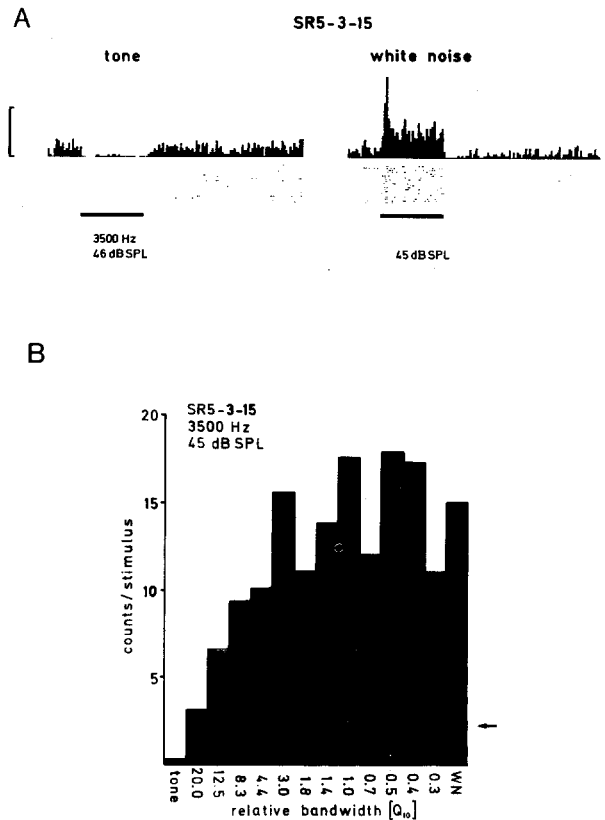 A
SR5-3-15
tone
white noise
3500 Hz
46 dB SPL
45 dB SPL
B
SR5-3-15
3500 Hz
45 dB SPL
20
15
10
5
counts/stimulus
tone
20.0
12.5
8.3
4.4
3.0
1.8
1.4
1.0
0.7
0.5
0.4
0.3
WN
relative bandwidth [Q₁₀]